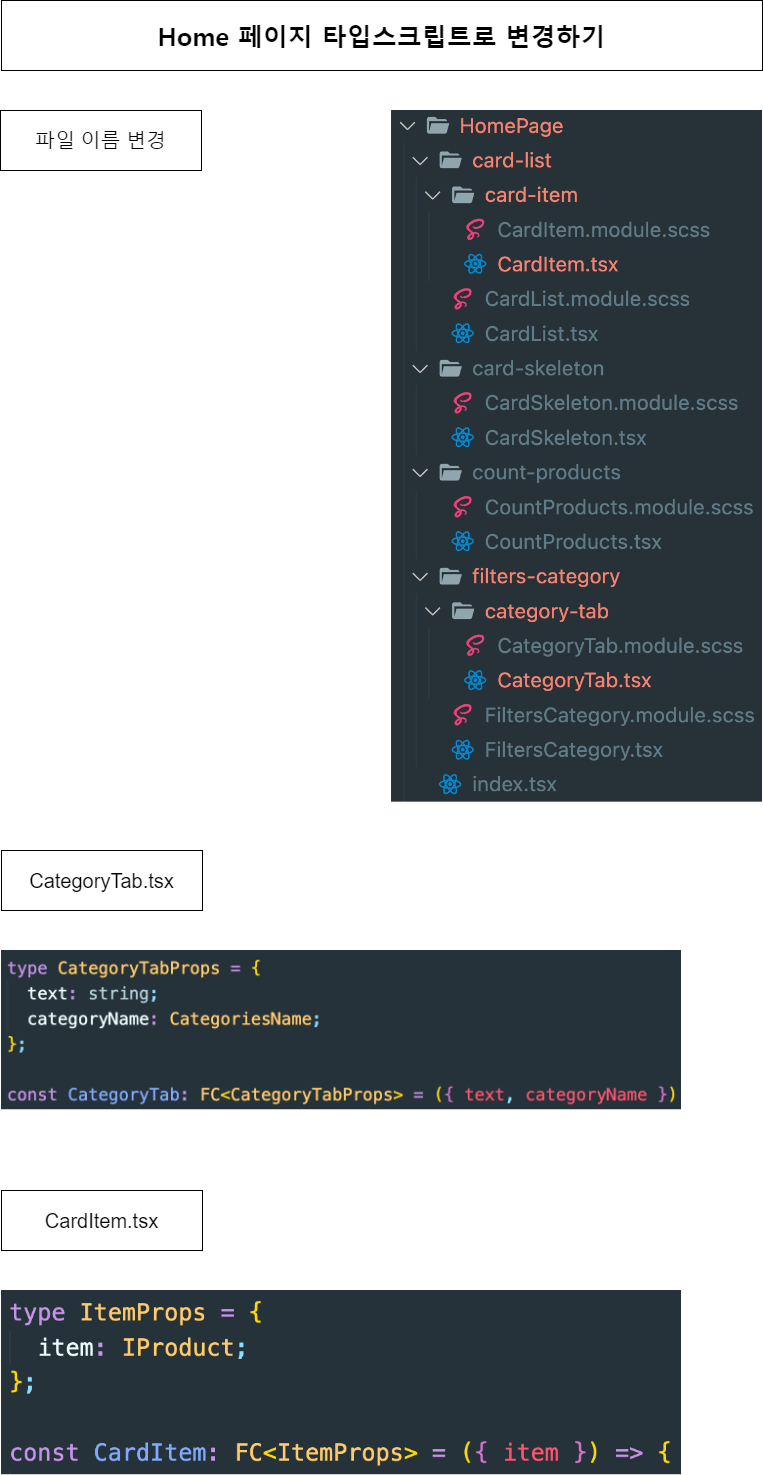 Home 페이지 타입스크립트로 변경하기
파일 이름 변경
HomePage
card-list
card-item
CardItem.module.scss
CardItem.tsx
CardList.module.scss
CardList.tsx
card-skeleton
CardSkeleton.module.scss
CardSkeleton.tsx
count-products
CountProducts.module.scss
CountProducts.tsx
filters-category
category-tab
CategoryTab.module.scss
CategoryTab.tsx
FiltersCategory.module.scss
FiltersCategory.tsx
index.tsx
CategoryTab.tsx
type CategoryTabProps = {
  text: string;
  categoryName: CategoriesName;
};
const CategoryTab: FC<CategoryTabProps> = ({ text, categoryName })
CardItem.tsx
type ItemProps = {
  item: IProduct;
};
const CardItem: FC<ItemProps> = ({ item }) => {